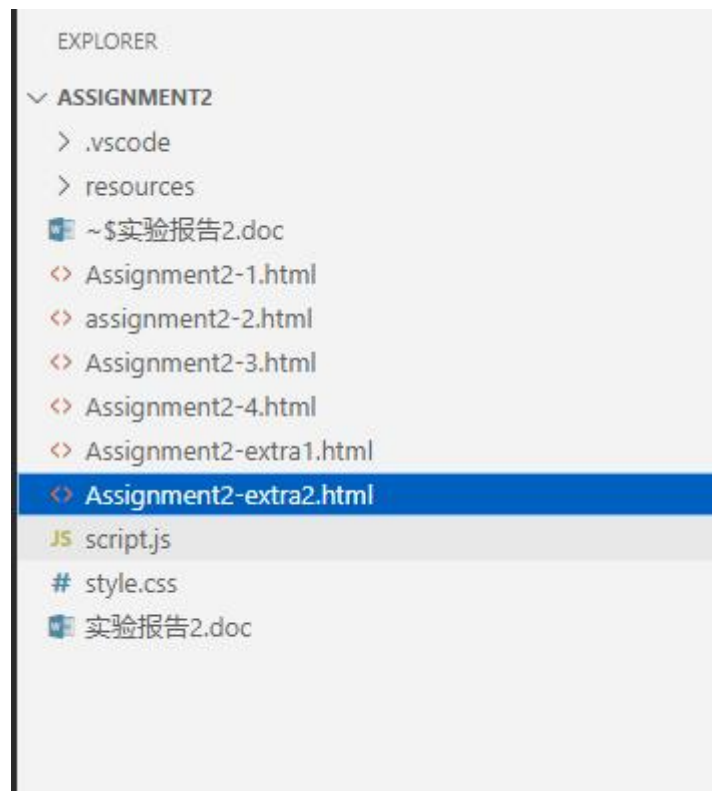 EXPLORER
ASSIGNMENT2
.vscode
resources
~$实验报告2.doc
Assignment2-1.html
assignment2-2.html
Assignment2-3.html
Assignment2-4.html
Assignment2-extra1.html
Assignment2-extra2.html
JS script.js
# style.css
实验报告2.doc